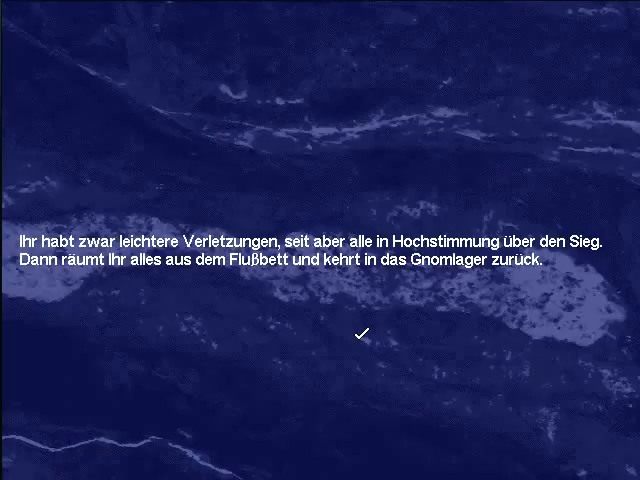 Ihr habt zwar leichtere Verletzungen, seit aber alle in Hochstimmung über den Sieg.
Dann räumt Ihr alles aus dem Flußbett und kehrt in das Gnomlager zurück.